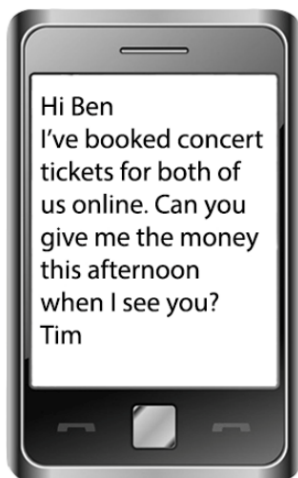 Hi Ben
I've booked concert
tickets for both of
us online. Can you
give me the money
this afternoon
when I see you?
Tim